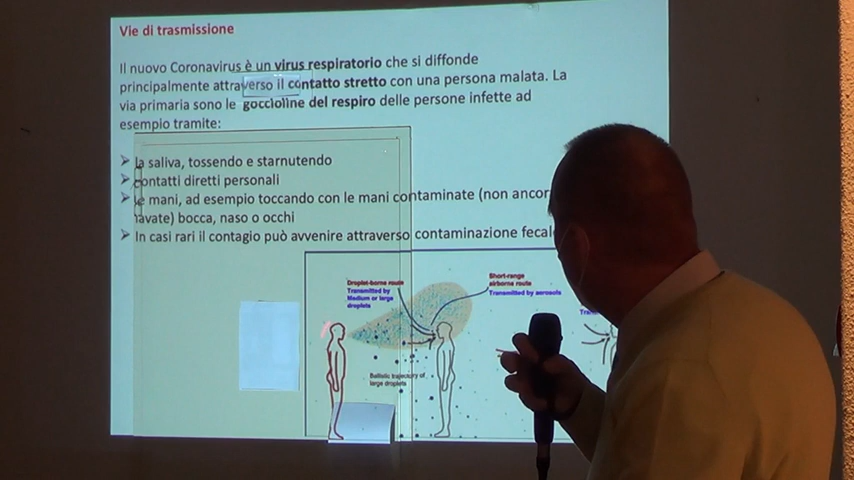 Vie di trasmissione
Il nuovo Coronavirus è un virus respiratorio che si diffonde
principalmente attraverso il contatto stretto con una persona malata. La
via primaria sono le goccioline del respiro delle persone infette ad
esempio tramite:
la saliva, tossendo e starnutendo
contatti diretti personali
le mani, ad esempio toccando con le mani contaminate (non ancor
lavate) bocca, naso o occhi
In casi rari il contagio può avvenire attraverso contaminazione fecal
Droplet-borne route
Transmitted by
Medium or large
droplets
Short-range
airborne route
Transmitted by aerosols
Ballistic trajectory of
large droplets